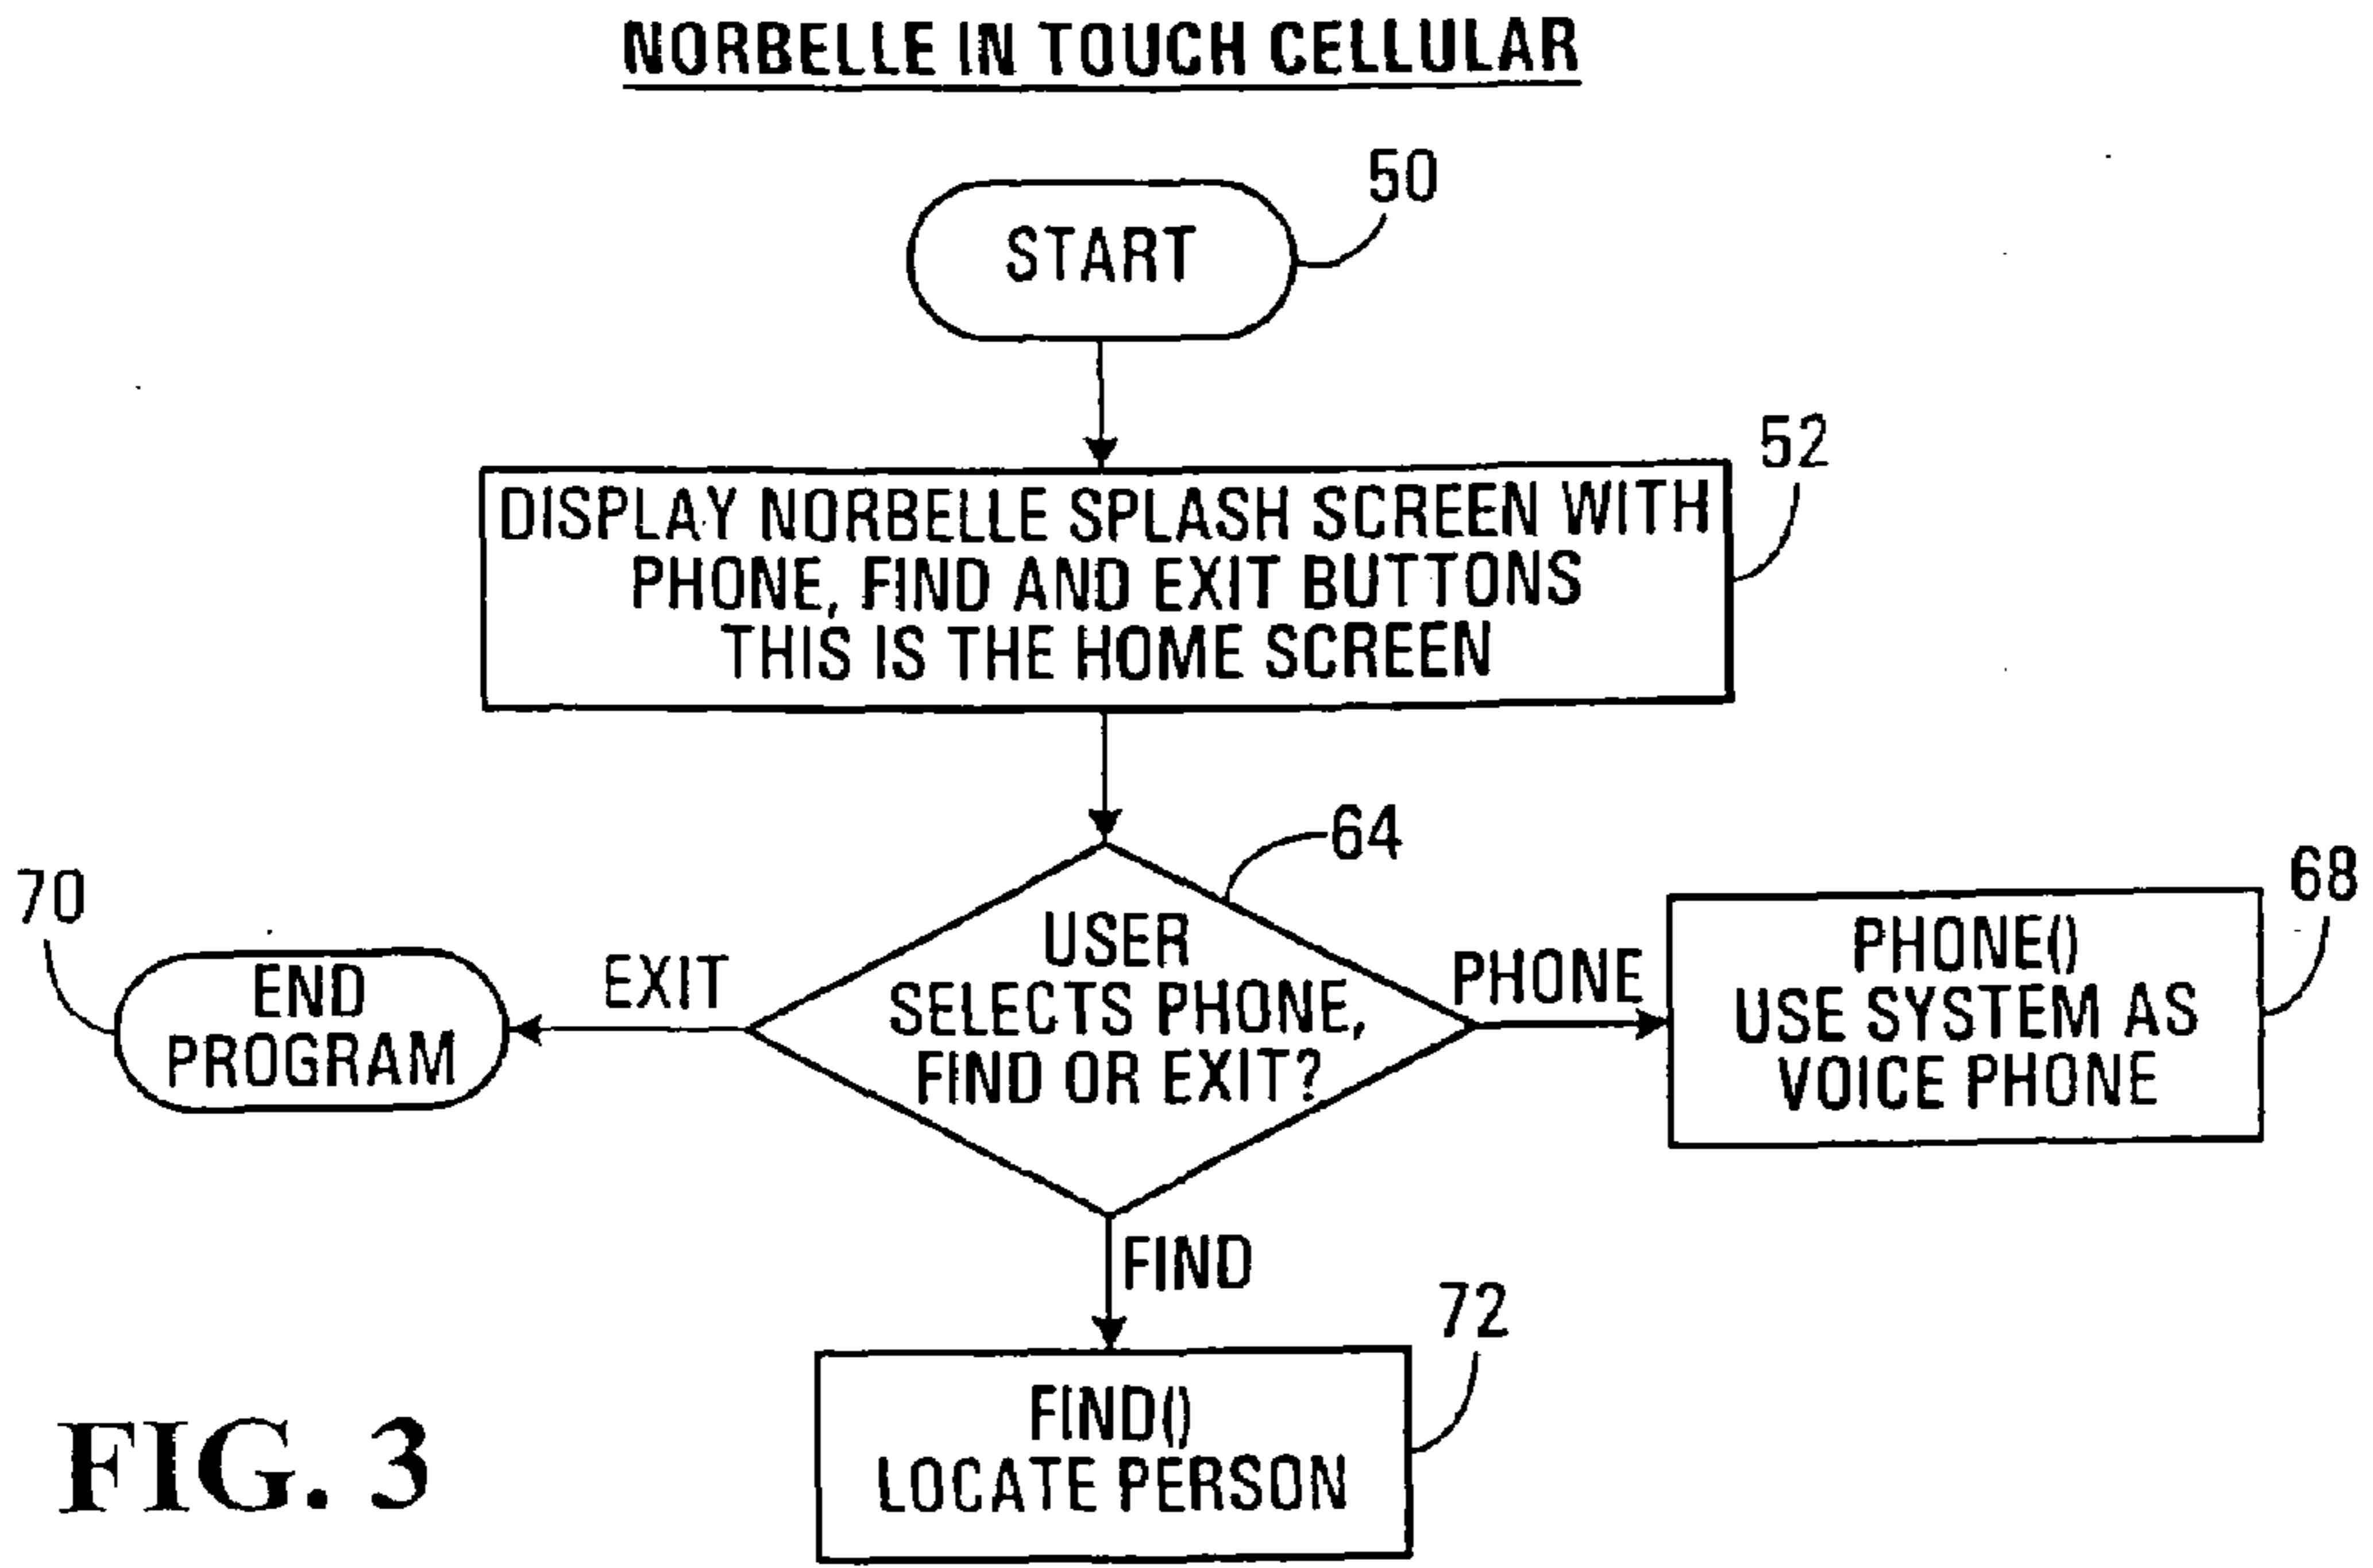 NORBELLE IN TOUCH CELLULAR
50
START
52
DISPLAY NORBELLE SPLASH SCREEN WITH
PHONE, FIND AND EXIT BUTTONS
THIS IS THE HOME SCREEN
64
70
68
END
PROGRAM
EXIT
USER
SELECTS PHONE,
FIND OR EXIT?
PHONE
PHONE()
USE SYSTEM AS
VOICE PHONE
FIND
72
FIND()
LOCATE PERSON
FIG. 3